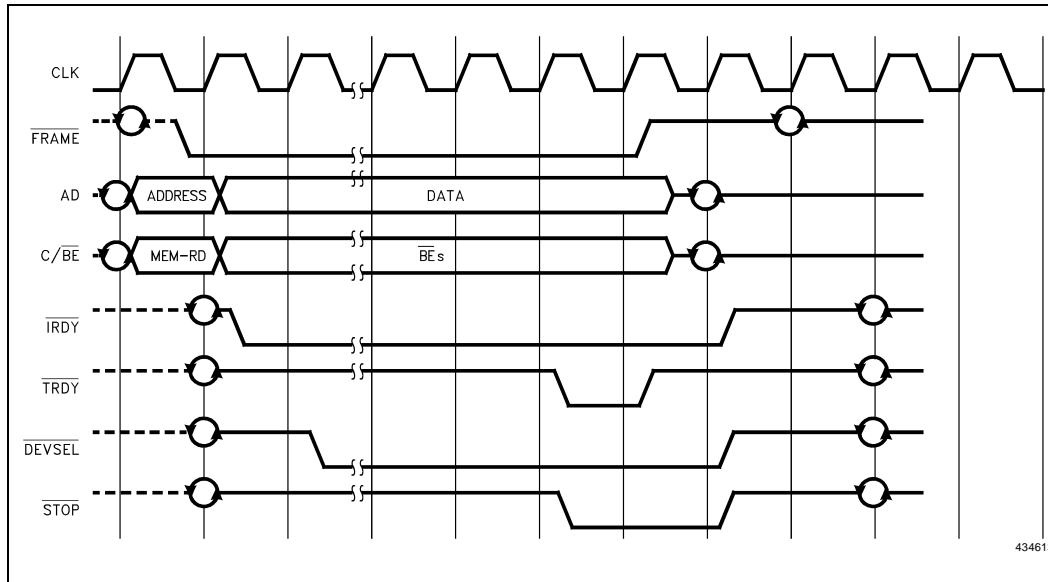 CLK
FRAME
AD ADDRESS DATA
C/BE MEM-RD BEs
IRDY
TRDY
DEVSEL
STOP
43461